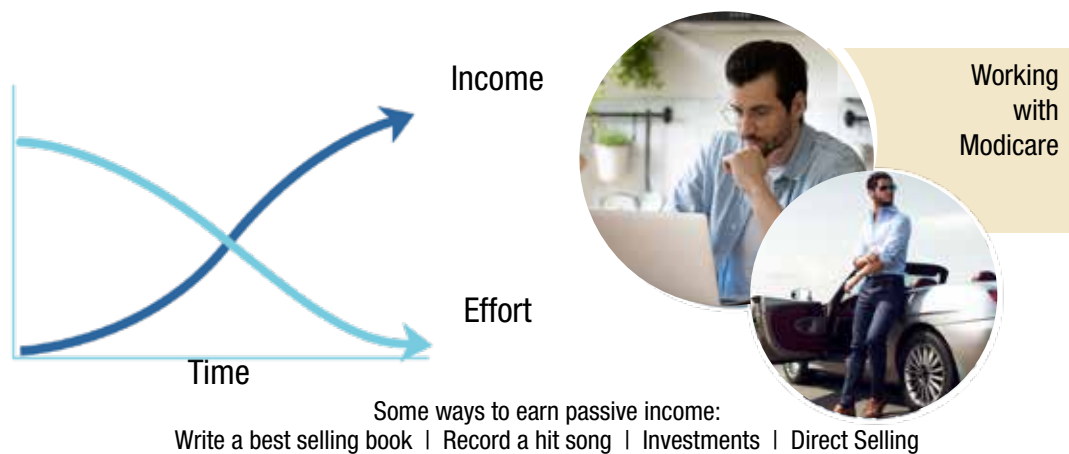 Income
Working
with
Modicare
Effort
Time
Some ways to earn passive income:
Write a best selling book | Record a hit song | Investments | Direct Selling